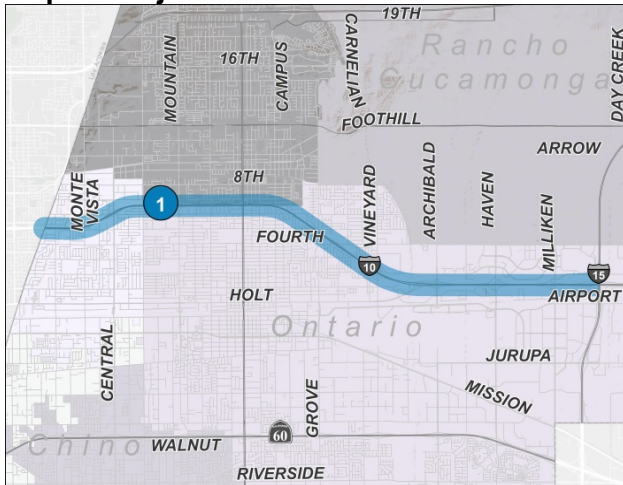 19TH
MOUNTAIN
16TH
CAMPUS
CARNELIAN
Rancho
Cucamonga
DAY CREEK
FOOTHILL
ARROW
MONTE
VISTA
1
8TH
FOURTH
VINEYARD
ARCHIBALD
HAVEN
MILLIKEN
10
15
AIRPORT
HOLT
Ontario
CENTRAL
JURUPA
MISSION
GROVE
Chino
WALNUT
60
RIVERSIDE